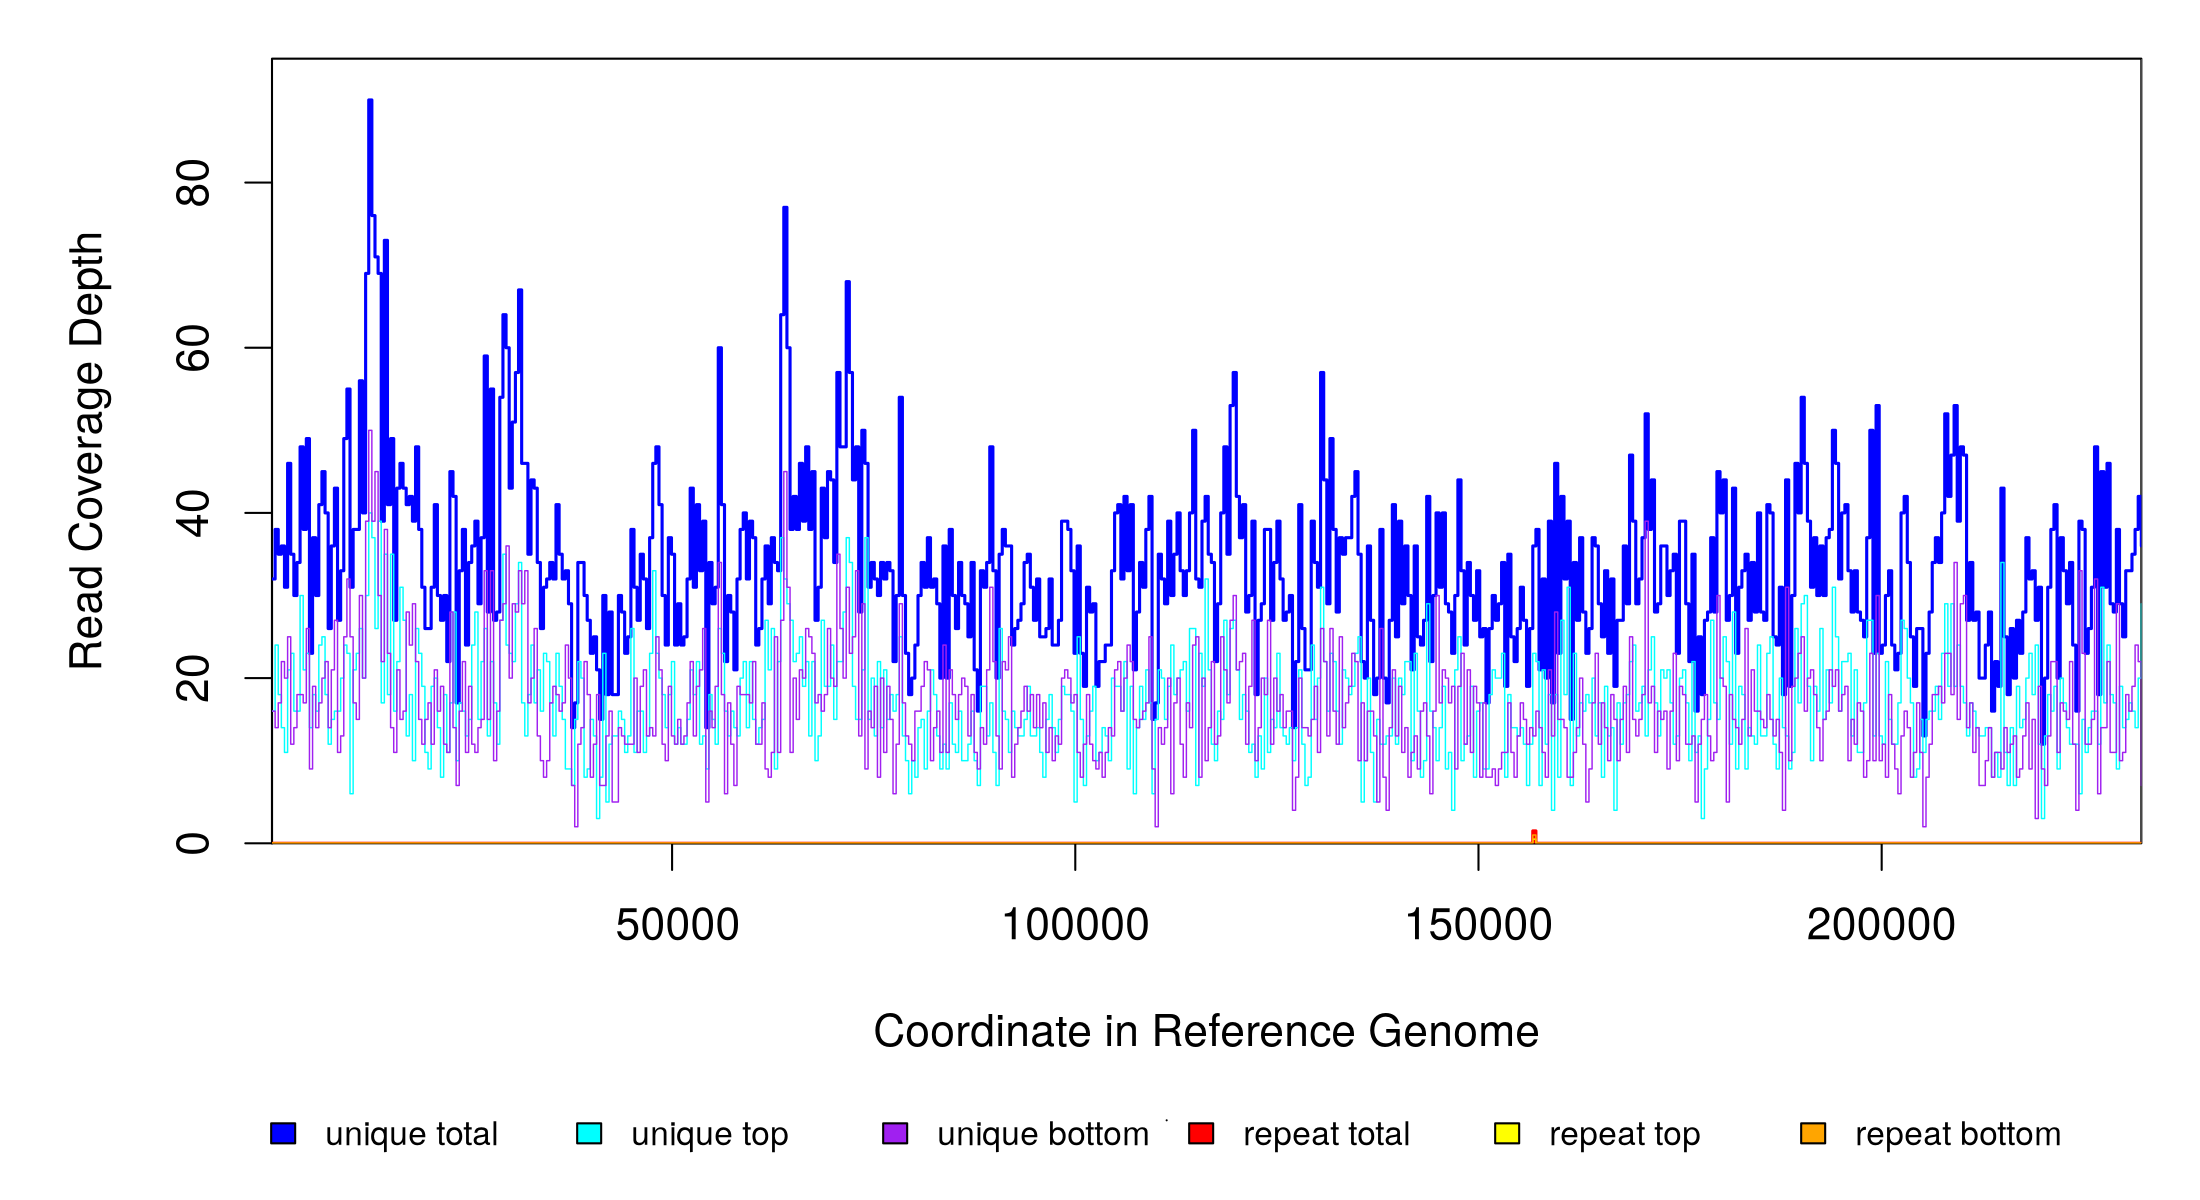 Read Coverage Depth
80
60
40
20
0
50000 100000 150000 200000
Coordinate in Reference Genome
unique total unique top unique bottom repeat total repeat top repeat bottom